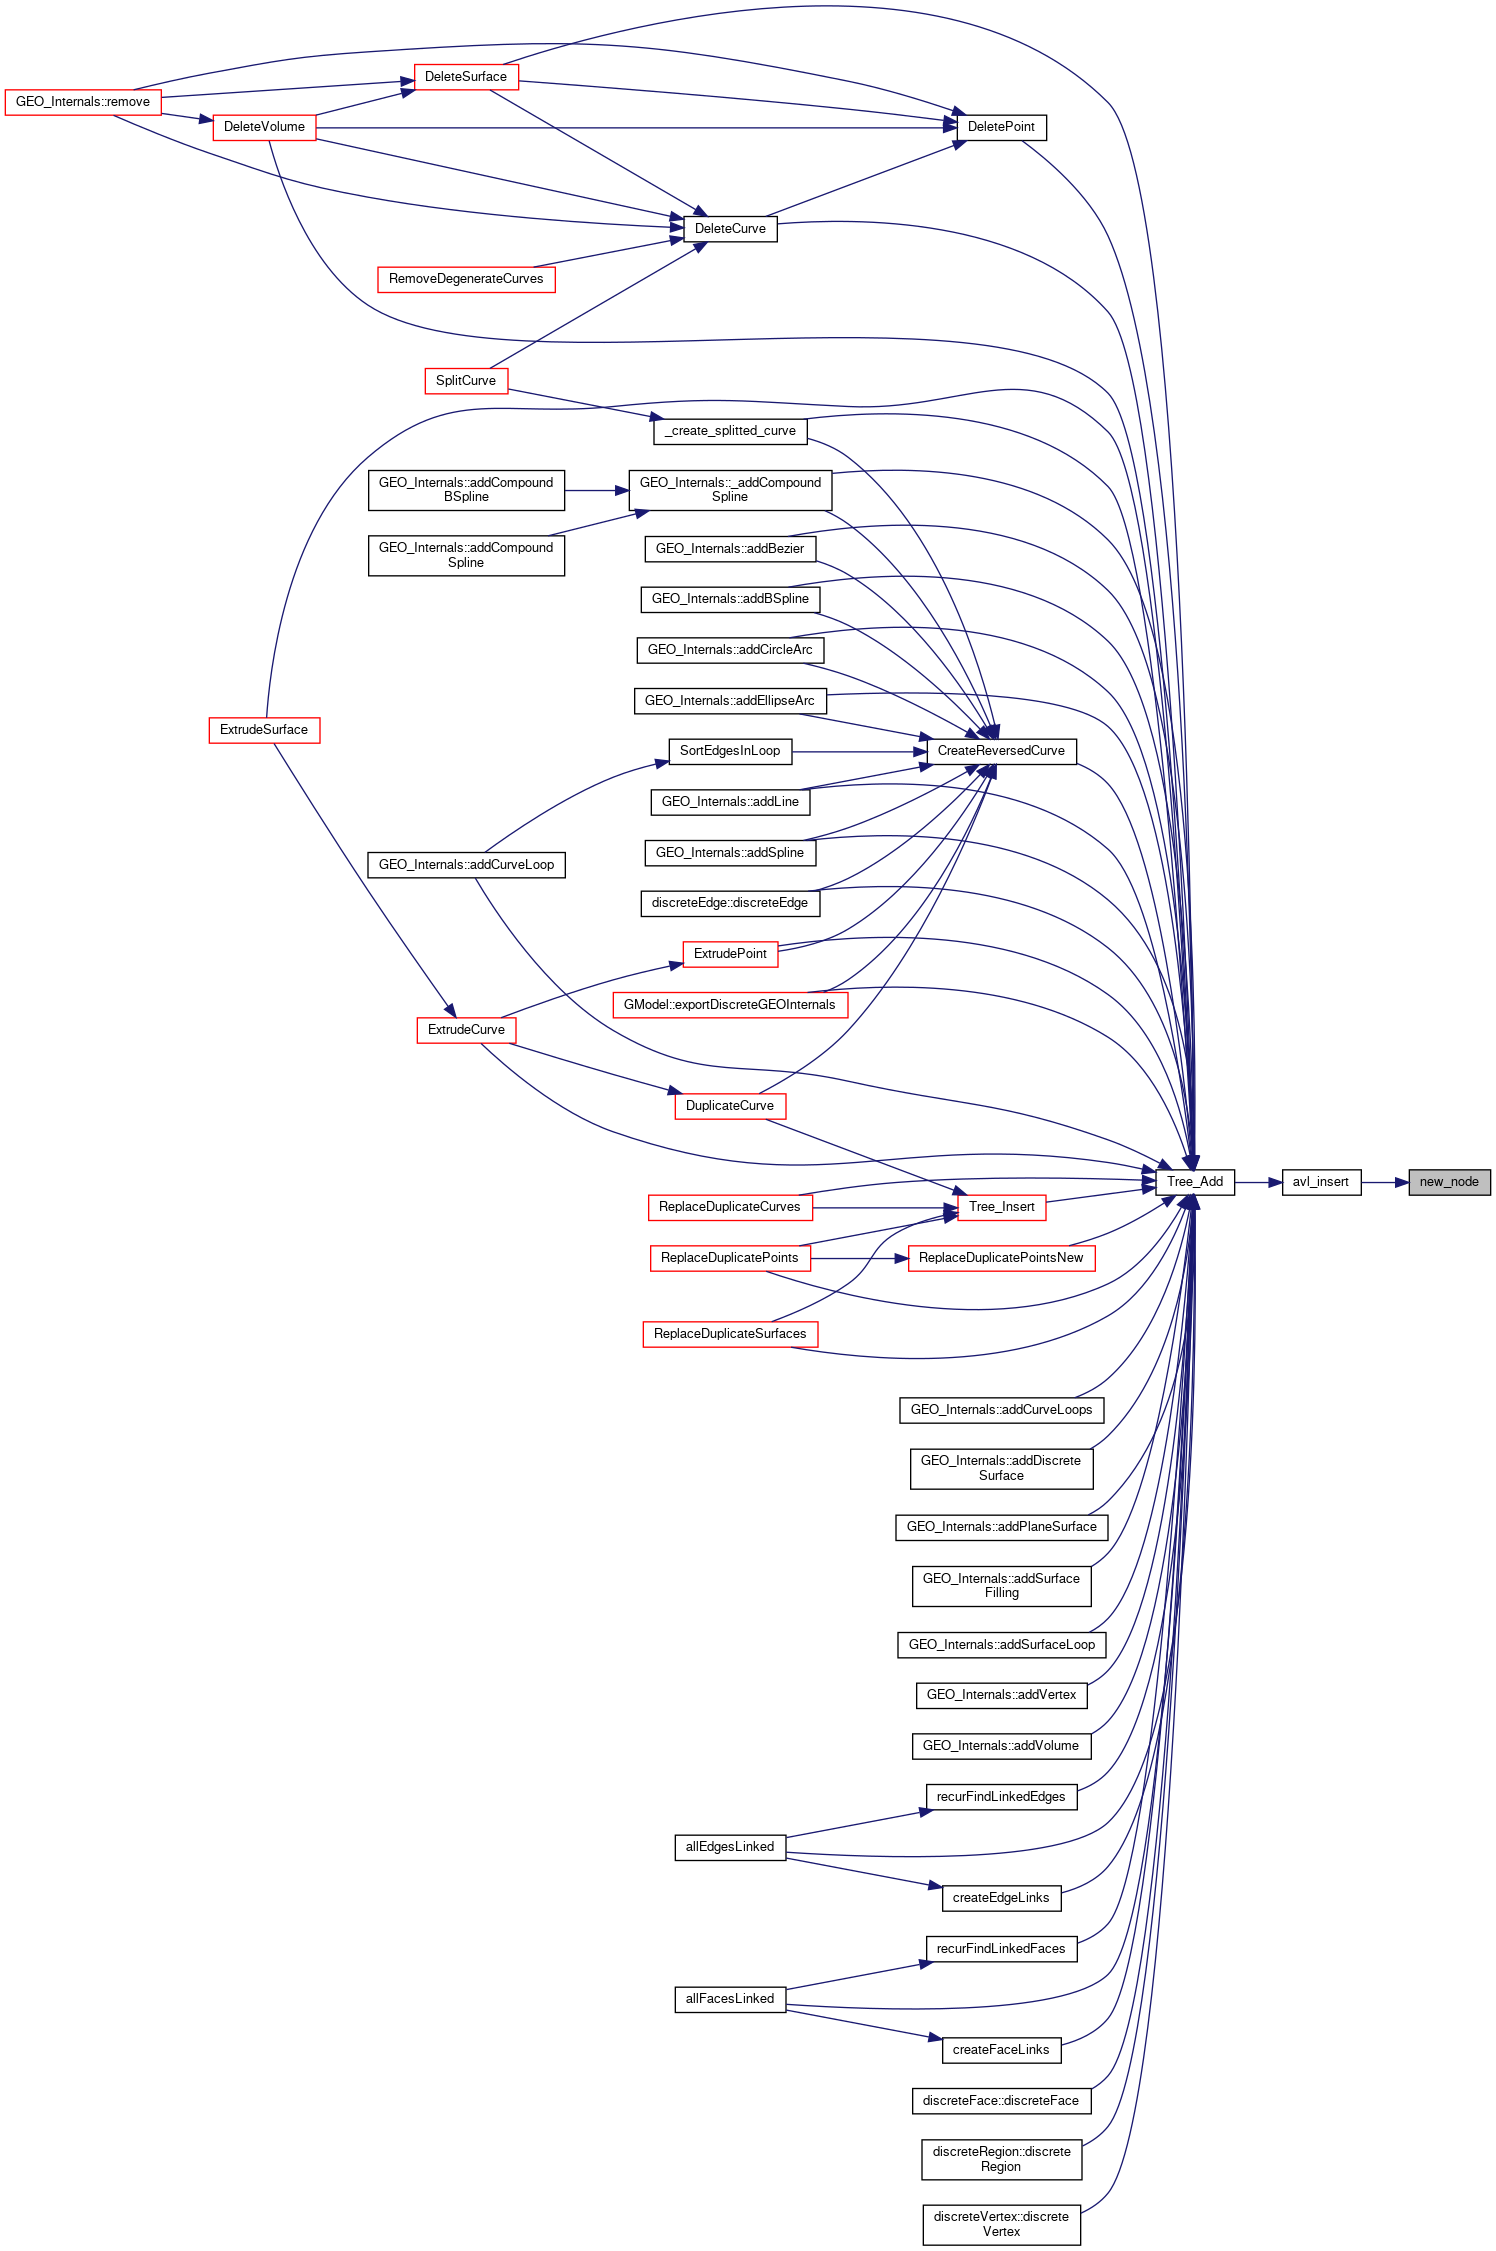 DeleteSurface
GEO_Internals::remove
DeleteVolume
DeletePoint
DeleteCurve
RemoveDegenerateCurves
SplitCurve
_create_splitted_curve
GEO_Internals::addCompound
BSpline
GEO_Internals::_addCompound
Spline
GEO_Internals::addCompound
Spline
GEO_Internals::addBezier
GEO_Internals::addBSpline
GEO_Internals::addCircleArc
GEO_Internals::addEllipseArc
ExtrudeSurface
SortEdgesInLoop
CreateReversedCurve
GEO_Internals::addLine
GEO_Internals::addSpline
GEO_Internals::addCurveLoop
discreteEdge::discreteEdge
ExtrudePoint
GModel::exportDiscreteGEOInternals
ExtrudeCurve
DuplicateCurve
Tree_Add
avl_insert
new_node
ReplaceDuplicateCurves
Tree_Insert
ReplaceDuplicatePoints
ReplaceDuplicatePointsNew
ReplaceDuplicateSurfaces
GEO_Internals::addCurveLoops
GEO_Internals::addDiscrete
Surface
GEO_Internals::addPlaneSurface
GEO_Internals::addSurface
Filling
GEO_Internals::addSurfaceLoop
GEO_Internals::addVertex
GEO_Internals::addVolume
recurFindLinkedEdges
allEdgesLinked
createEdgeLinks
recurFindLinkedFaces
allFacesLinked
createFaceLinks
discreteFace::discreteFace
discreteRegion::discrete
Region
discreteVertex::discrete
Vertex